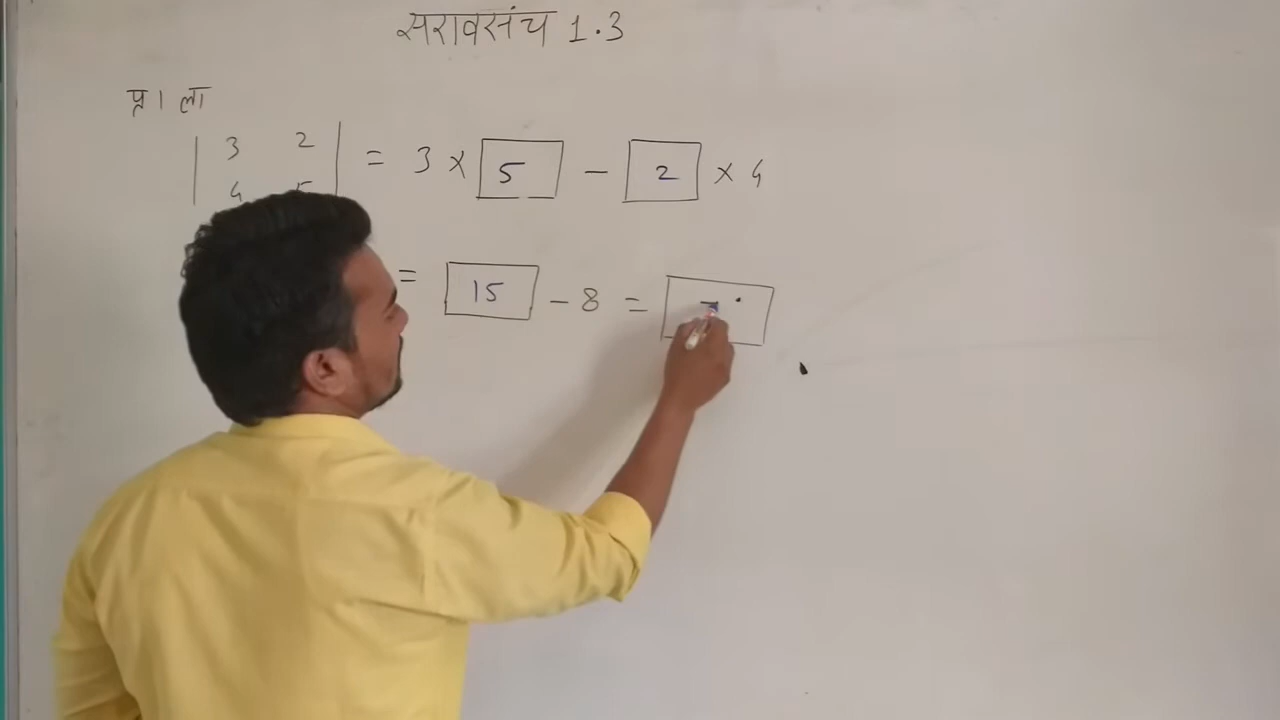 सरावसंच 1.3
प्र 1 ला
| 3 2 | = 3 × 5 - 2 × 4
| 4 5 |
= 15 - 8 =